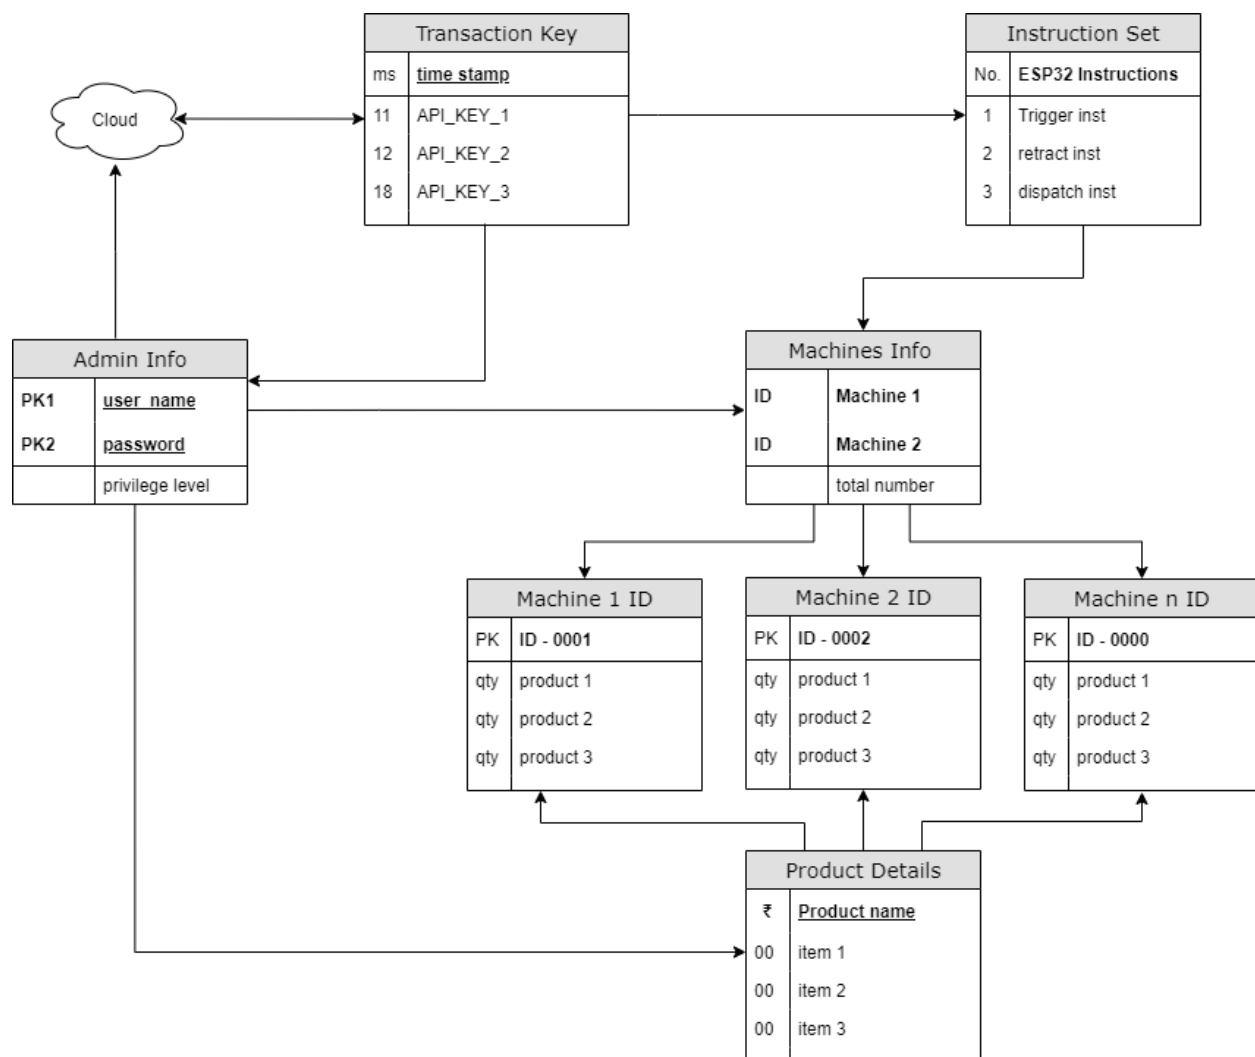 Transaction Key
ms time stamp
11 API_KEY_1
12 API_KEY_2
18 API_KEY_3
Instruction Set
No. ESP32 Instructions
1 Trigger inst
2 retract inst
3 dispatch inst
Cloud
Admin Info
PK1 user_name
PK2 password
privilege level
Machines Info
ID Machine 1
ID Machine 2
total number
Machine 1 ID
PK ID - 0001
qty product 1
qty product 2
qty product 3
Machine 2 ID
PK ID - 0002
qty product 1
qty product 2
qty product 3
Machine n ID
PK ID - 0000
qty product 1
qty product 2
qty product 3
Product Details
₹ Product name
00 item 1
00 item 2
00 item 3